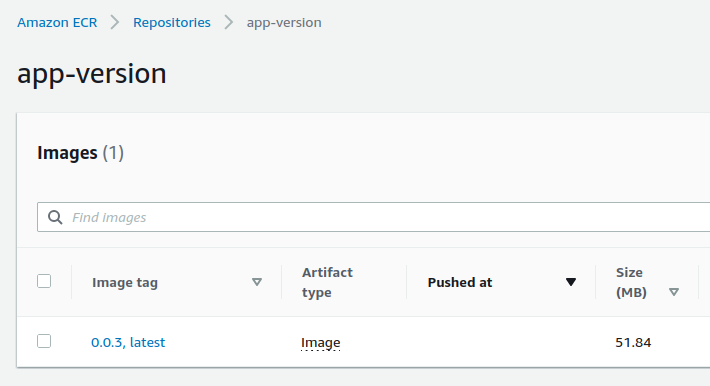 Amazon ECR > Repositories > app-version
app-version
Images (1)
Find Images
Image tag Artifact type Pushed at Size (MB)
0.0.3, latest Image 51.84